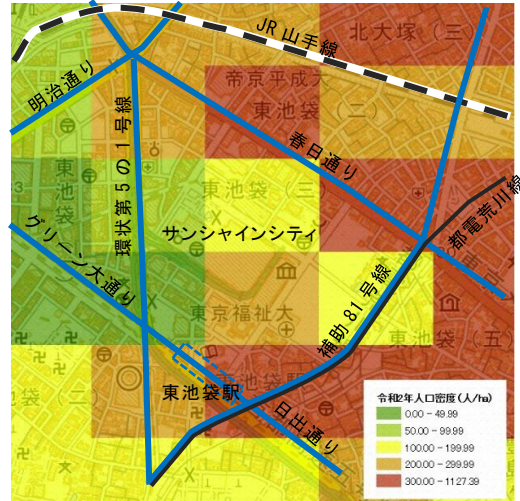 JR山手線
北大塚(三)
帝京平成大
東池袋(二)
明治通り
環状第5の1号線
春日通り
東池袋
東池袋(三)
都電荒川線
サンシャインシティ
グリーン大通り
東京福祉大
補助81号線
東池袋(五)
東池袋駅
日出通り
令和2年人口密度(人/ha)
0.00 - 49.99
50.00 - 99.99
100.00 - 199.99
200.00 - 299.99
300.00 - 1127.39